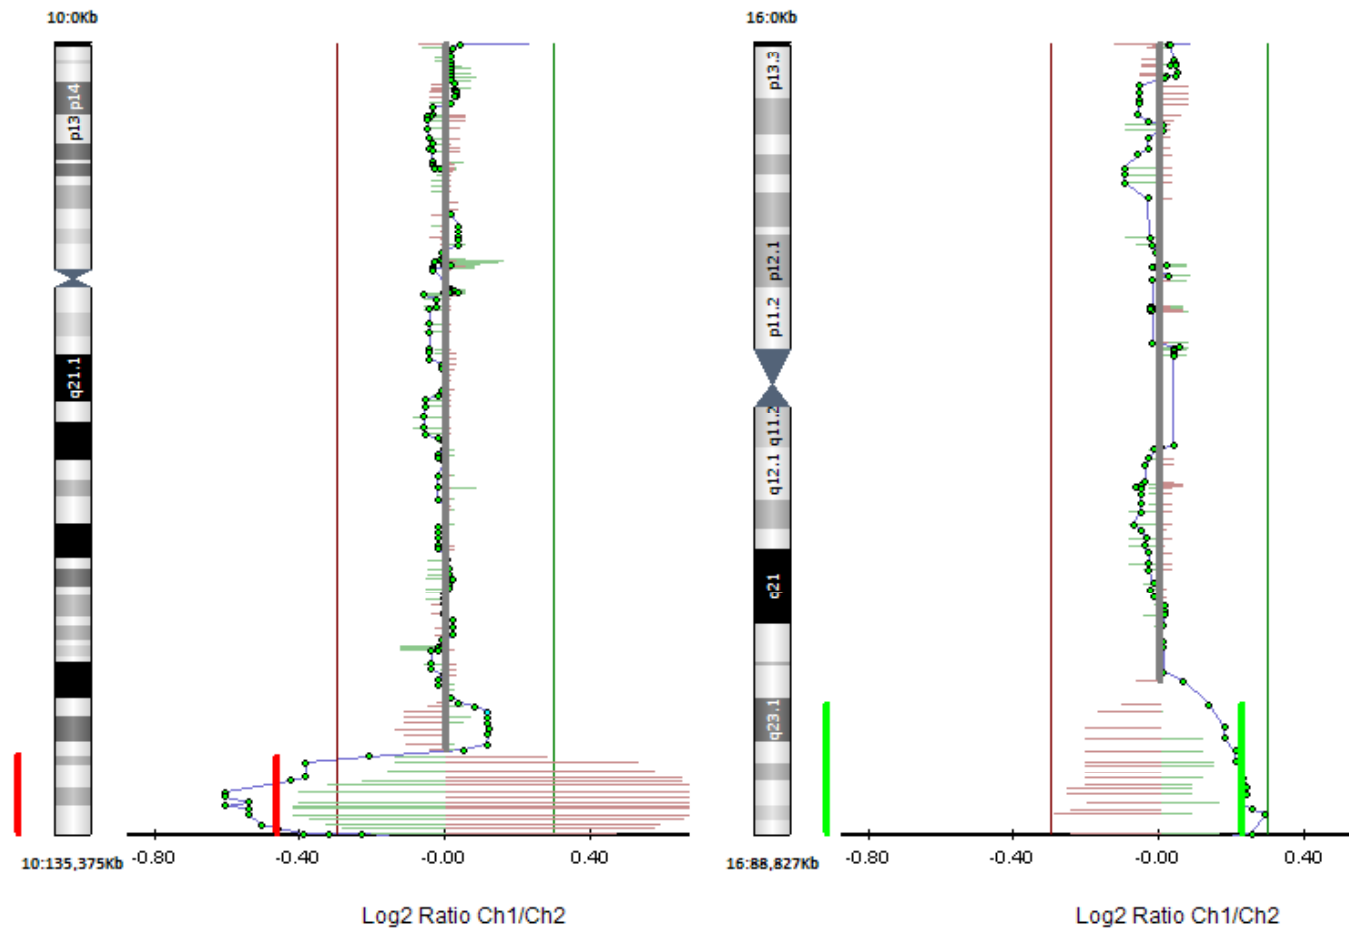 10:0Kb
p14
p13
q21.1
10:135,375Kb
-0.80
-0.40
-0.00
0.40
Log2 Ratio Ch1/Ch2
16:0Kb
p13.3
p12.1
p11.2
q11.2
q12.1
q21
q23.1
16:88,827Kb
-0.80
-0.40
-0.00
0.40
Log2 Ratio Ch1/Ch2